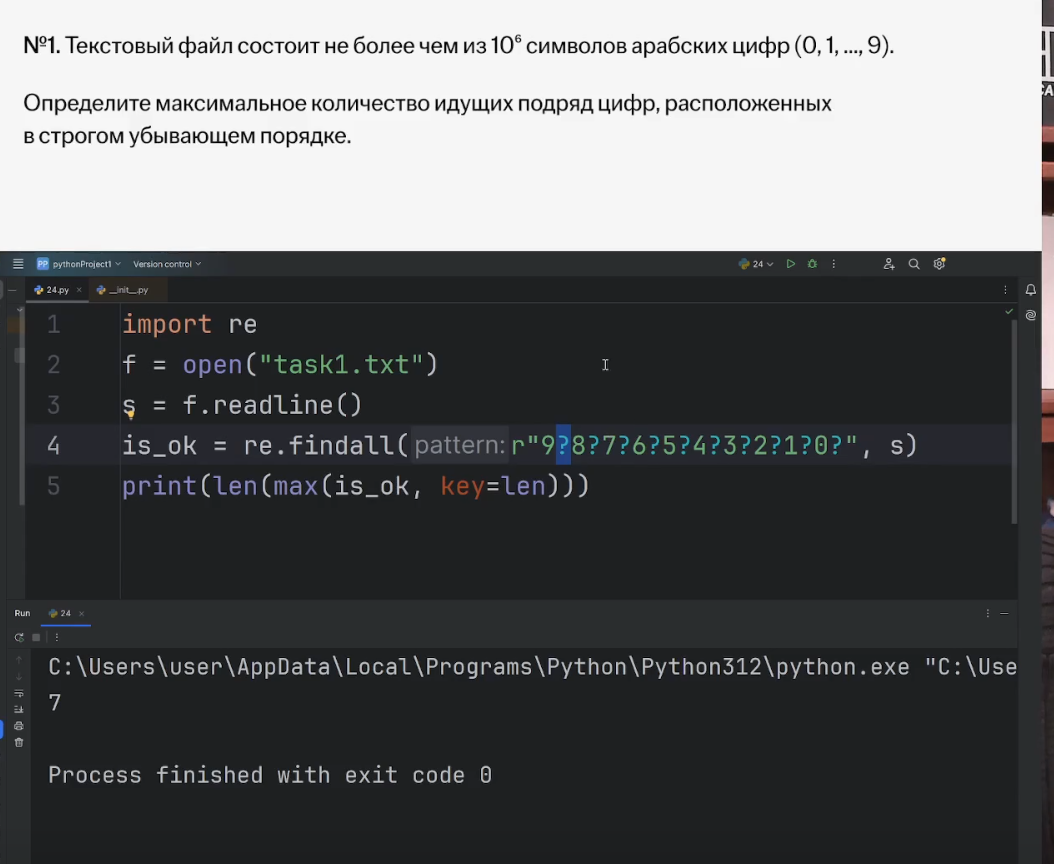 №1. Текстовый файл состоит не более чем из 10⁶ символов арабских цифр (0, 1, ..., 9).
Определите максимальное количество идущих подряд цифр, расположенных
в строгом убывающем порядке.
PP pythonProject1 Version control 24
24.py × __init__.py
1 import re
2 f = open("task1.txt")
3 s = f.readline()
4 is_ok = re.findall( pattern: r"9?8?7?6?5?4?3?2?1?0?", s)
5 print(len(max(is_ok, key=len)))
Run 24 ×
C:\Users\user\AppData\Local\Programs\Python\Python312\python.exe "C:\Use
7
Process finished with exit code 0